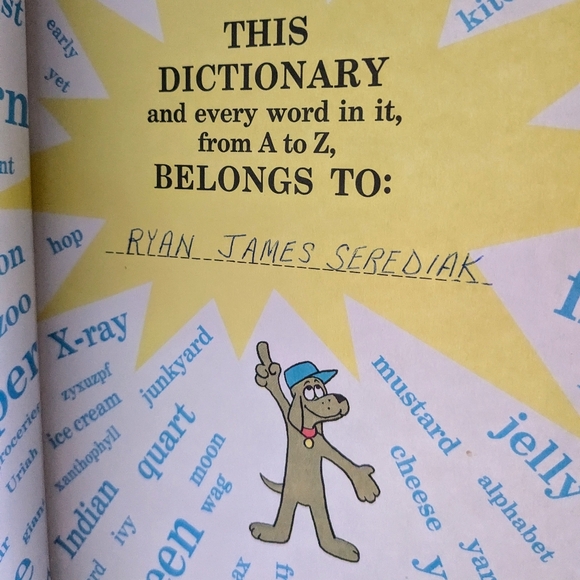 THIS
DICTIONARY
and every word in it,
from A to Z,
BELONGS TO:
RYAN JAMES SEREDIAK
early
yet
hop
X-ray
zyxuzpf
ice cream
xanthophyll
Indian
ivy
junkyard
quart
moon
wag
Uriah
mustard
cheese
jelly
alphabet